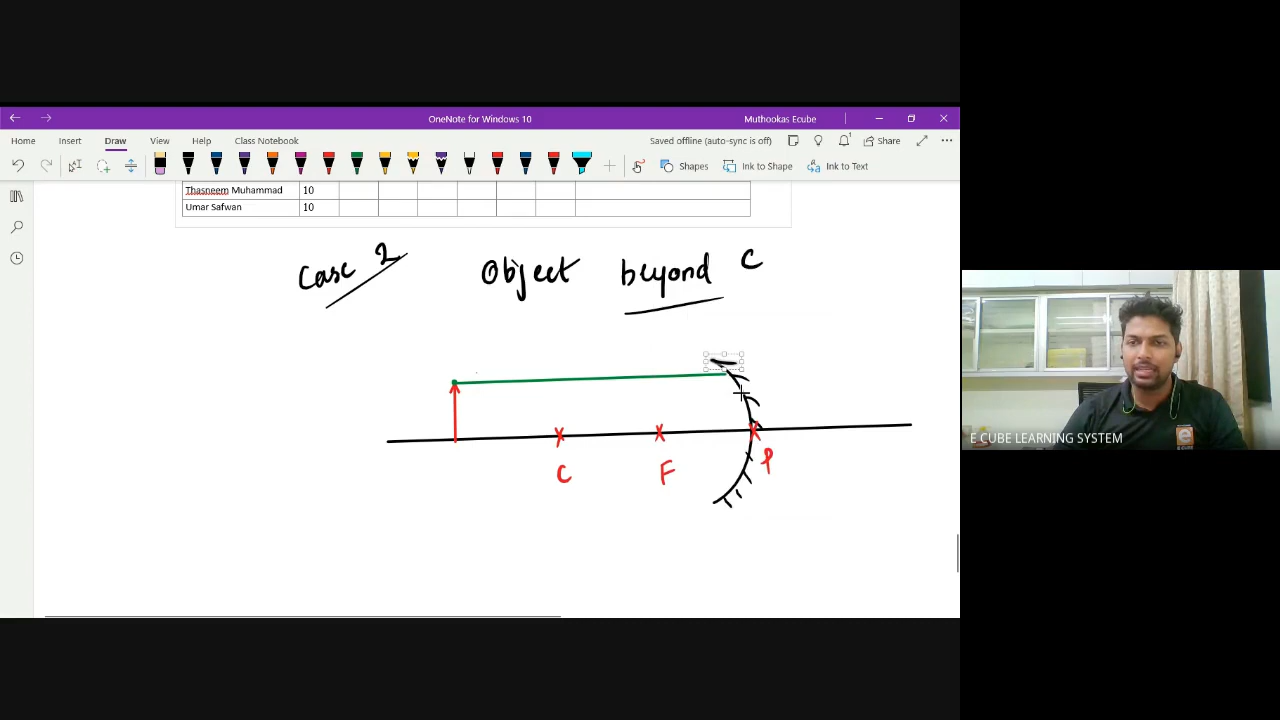 OneNote for Windows 10
Muthookas Ecube
Home Insert Draw View Help Class Notebook
Saved offline (auto-sync is off)
Share
Shapes
Ink to Shape
Ink to Text
Thasneem Muhammad 10
Umar Safwan 10
Case 2 Object beyond C
C F P
E CUBE LEARNING SYSTEM